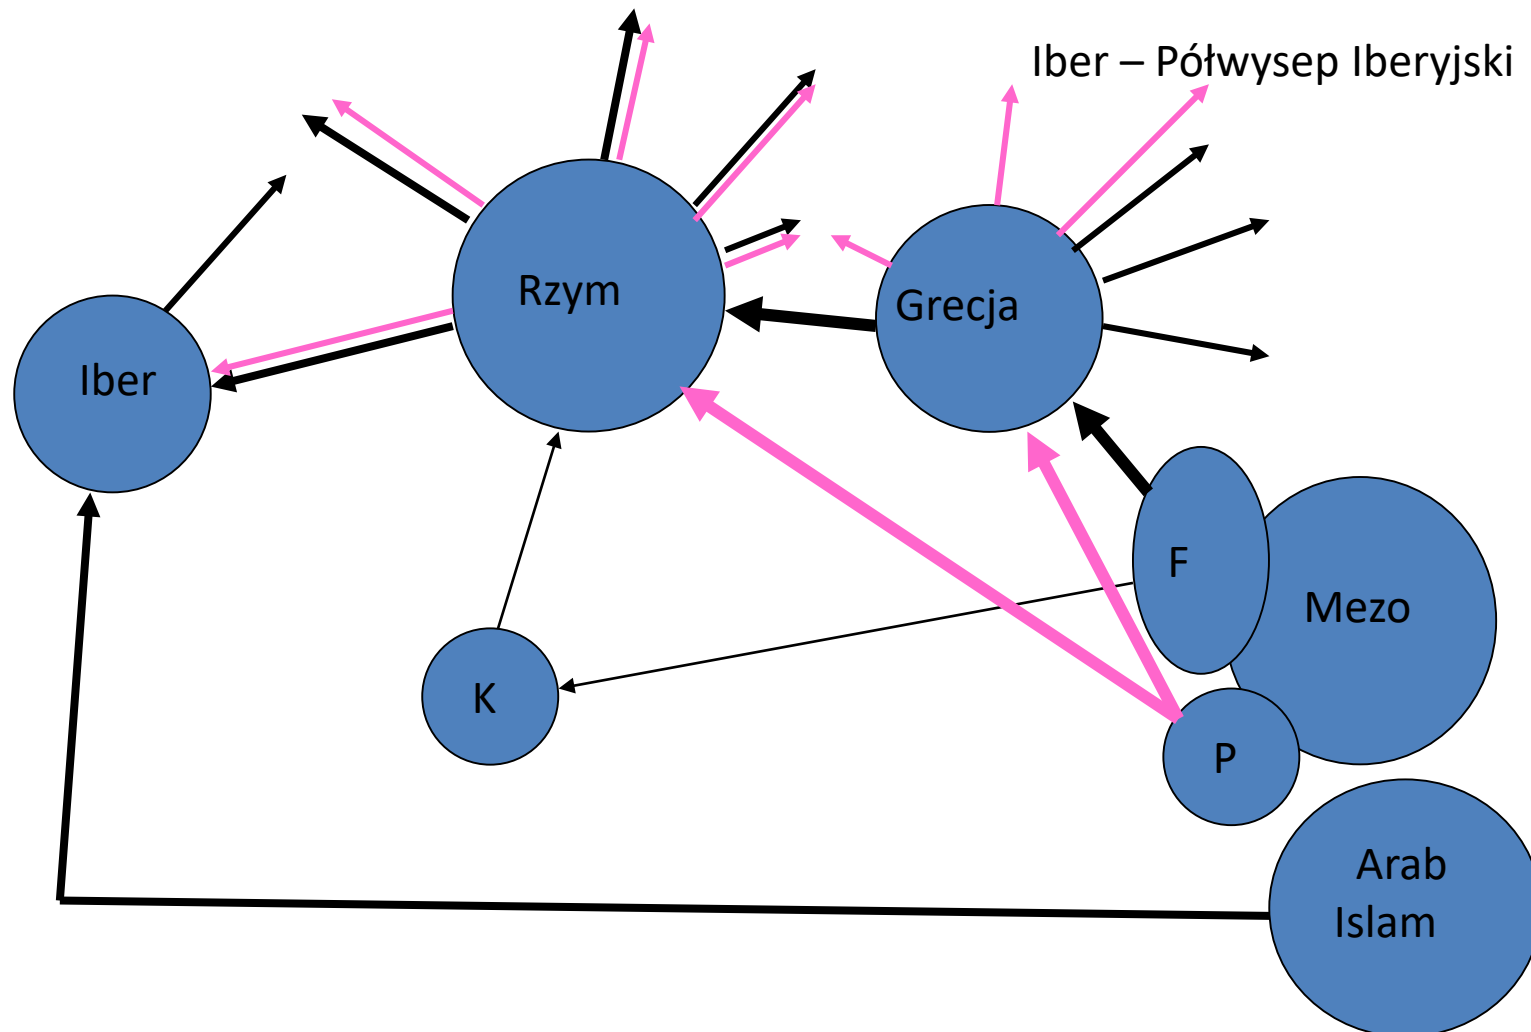 Iber – Półwysep Iberyjski
Rzym
Grecja
Iber
F
Mezo
K
P
Arab
Islam